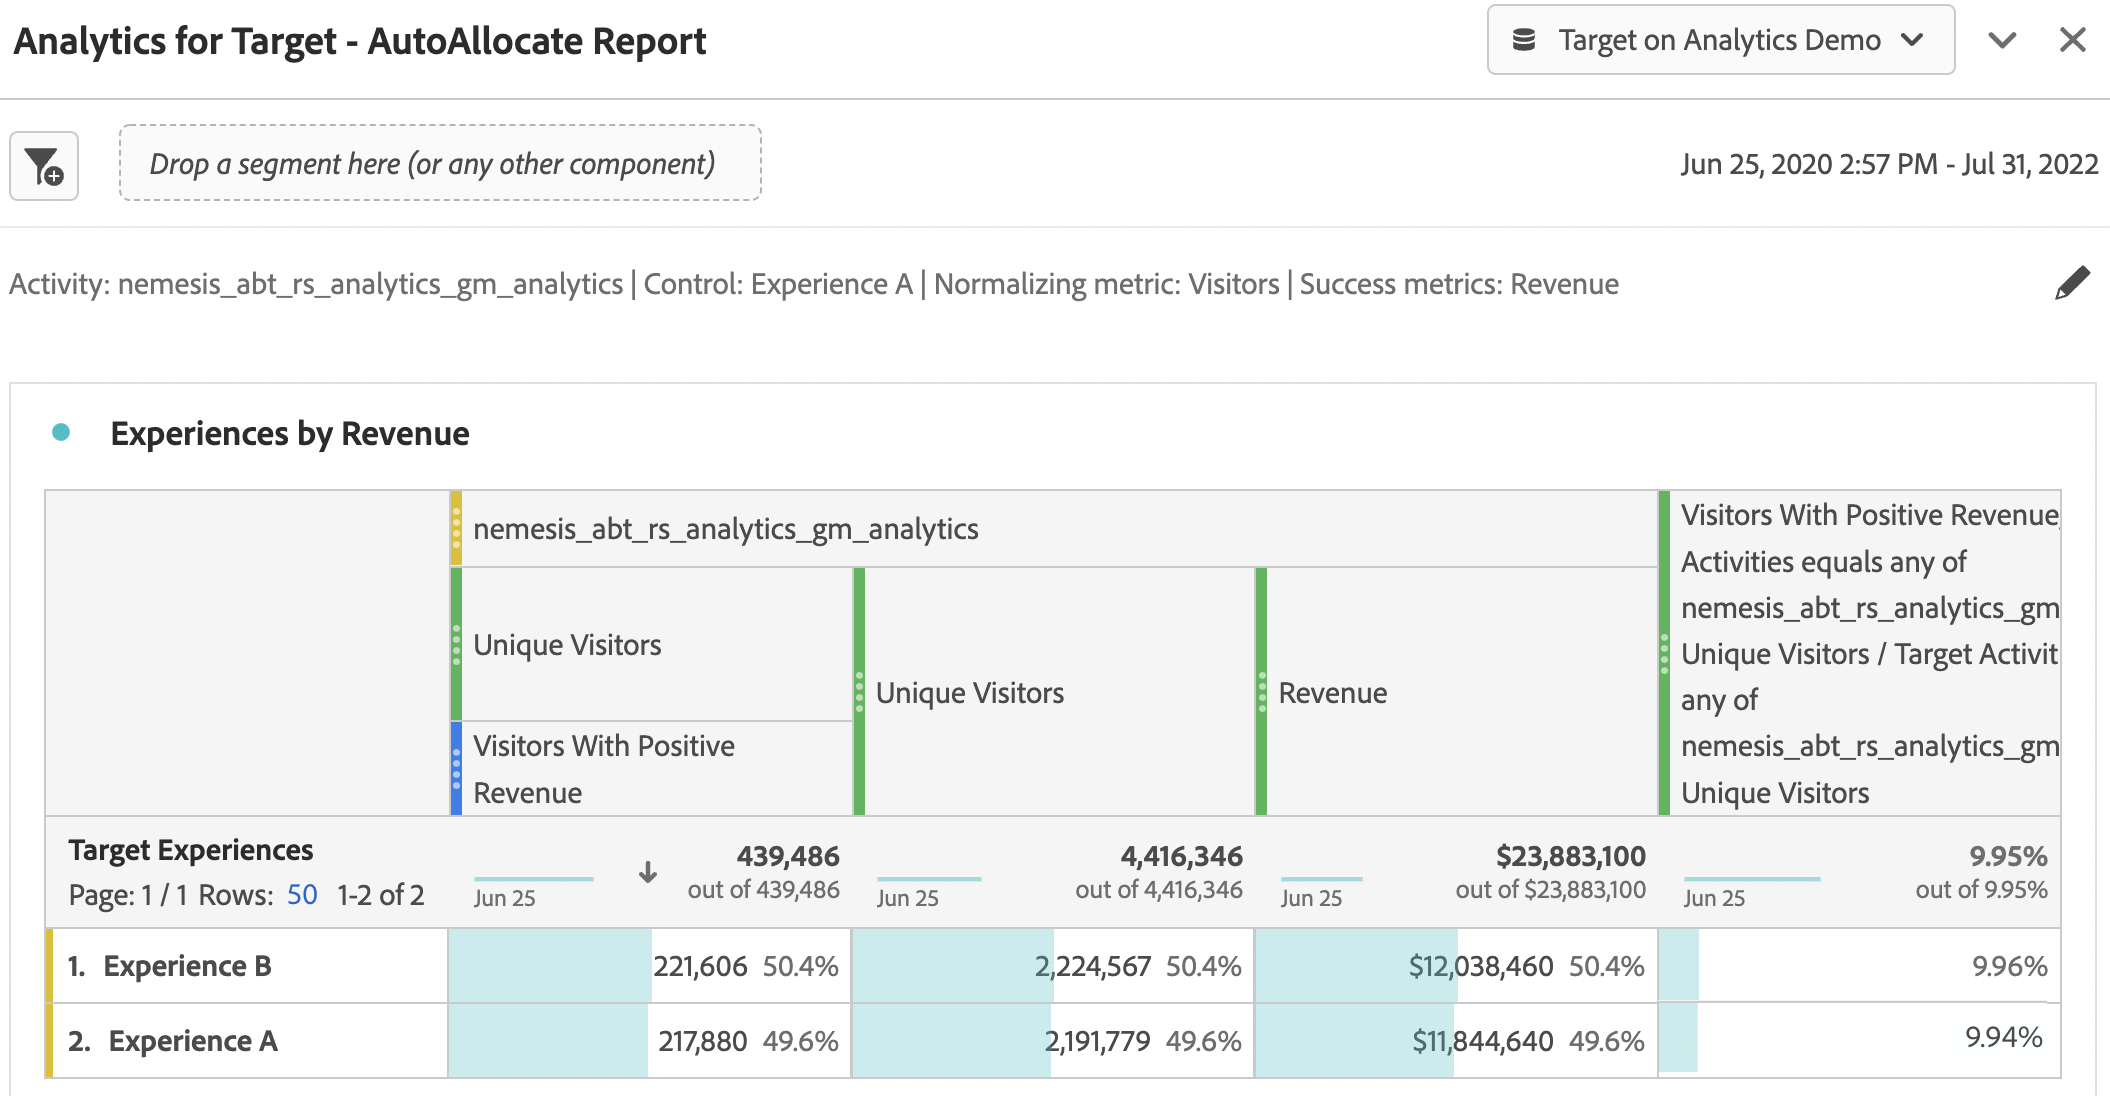 Analytics for Target - AutoAllocate Report
Target on Analytics Demo
Drop a segment here (or any other component)
Jun 25, 2020 2:57 PM - Jul 31, 2022
Activity: nemesis_abt_rs_analytics_gm_analytics | Control: Experience A | Normalizing metric: Visitors | Success metrics: Revenue
Experiences by Revenue
nemesis_abt_rs_analytics_gm_analytics
Unique Visitors
Visitors With Positive
Revenue
Unique Visitors
Revenue
Visitors With Positive Revenue
Activities equals any of
nemesis_abt_rs_analytics_gm
Unique Visitors / Target Activit
any of
nemesis_abt_rs_analytics_gm
Unique Visitors
Target Experiences
Page: 1 / 1 Rows: 50 1-2 of 2
Jun 25
439,486
out of 439,486
Jun 25
4,416,346
out of 4,416,346
Jun 25
$23,883,100
out of $23,883,100
Jun 25
9.95%
out of 9.95%
1. Experience B 221,606 50.4% 2,224,567 50.4% $12,038,460 50.4% 9.96%
2. Experience A 217,880 49.6% 2,191,779 49.6% $11,844,640 49.6% 9.94%